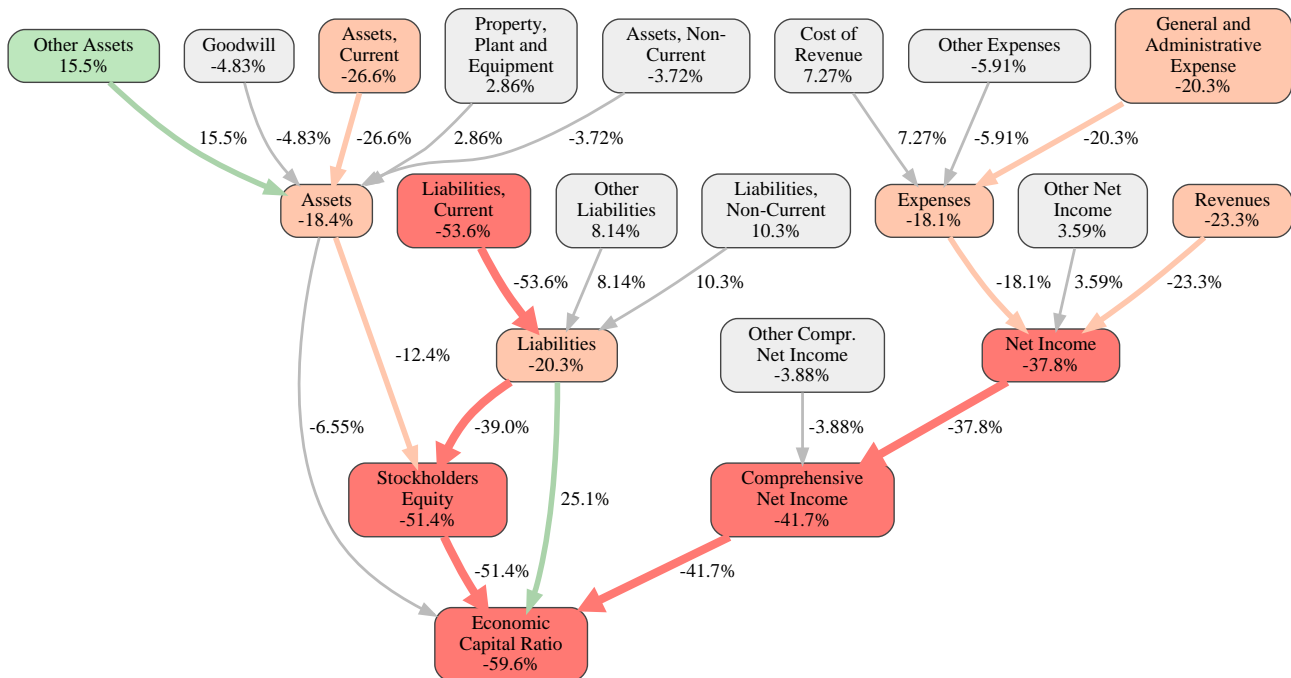 Other Assets
15.5%
Goodwill
-4.83%
Assets,
Current
-26.6%
Property,
Plant and
Equipment
2.86%
Assets, Non-
Current
-3.72%
Cost of
Revenue
7.27%
Other Expenses
-5.91%
General and
Administrative
Expense
-20.3%
15.5%
-4.83%
-26.6%
2.86%
-3.72%
7.27%
-5.91%
-20.3%
Assets
-18.4%
Liabilities,
Current
-53.6%
Other
Liabilities
8.14%
Liabilities,
Non-Current
10.3%
Expenses
-18.1%
Other Net
Income
3.59%
Revenues
-23.3%
-53.6%
8.14%
10.3%
-18.1%
3.59%
-23.3%
-12.4%
Liabilities
-20.3%
Other Compr.
Net Income
-3.88%
Net Income
-37.8%
-6.55%
-39.0%
-3.88%
-37.8%
Stockholders
Equity
-51.4%
25.1%
Comprehensive
Net Income
-41.7%
-51.4%
-41.7%
Economic
Capital Ratio
-59.6%